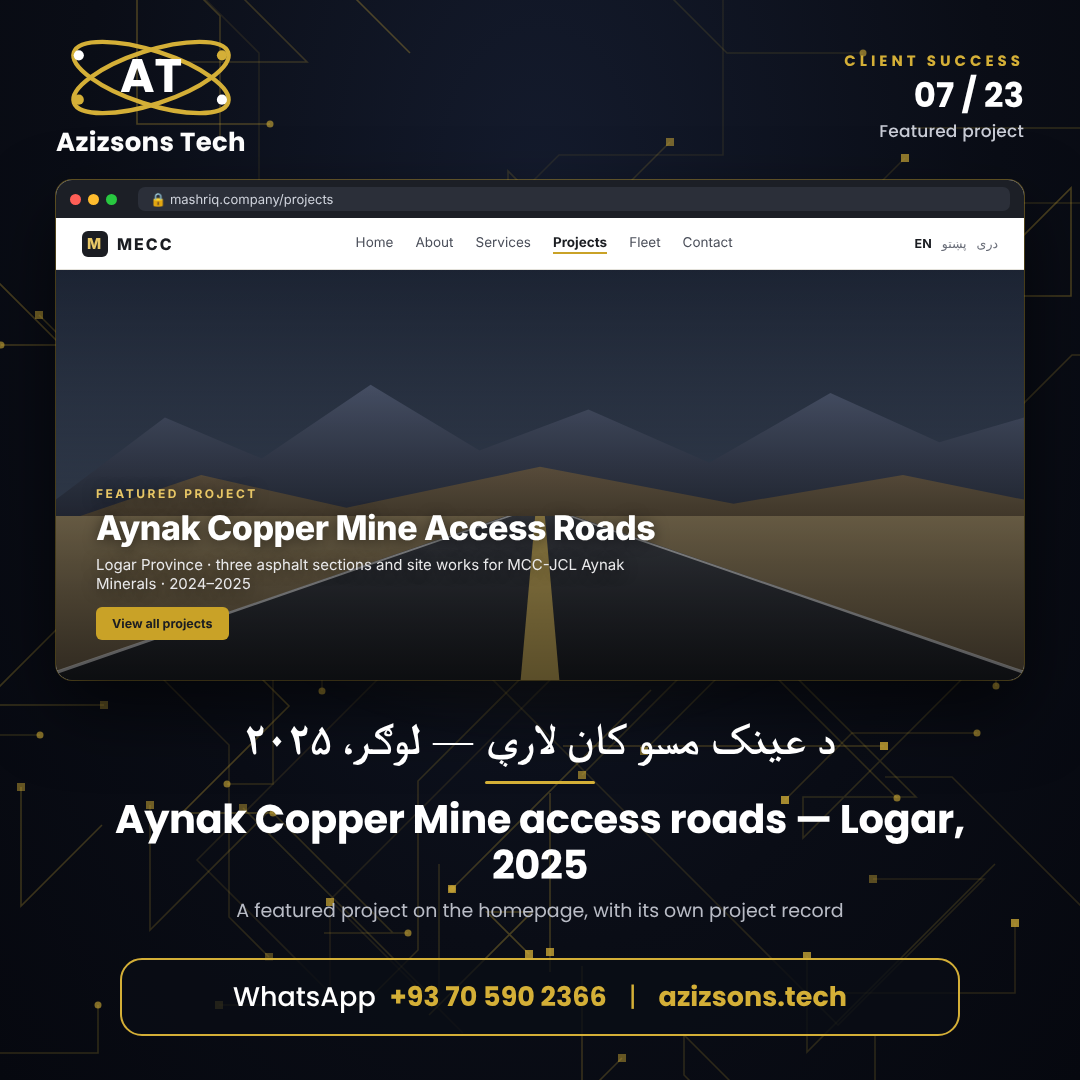 AT
Azizsons Tech
CLIENT SUCCESS
07 / 23
Featured project
mashriq.company/projects
M MECC
Home About Services Projects Fleet Contact
EN پښتو دری
FEATURED PROJECT
Aynak Copper Mine Access Roads
Logar Province · three asphalt sections and site works for MCC-JCL Aynak
Minerals · 2024–2025
View all projects
د عینک مسو کان لارې — لوګر، ۲۰۲۵
Aynak Copper Mine access roads — Logar,
2025
A featured project on the homepage, with its own project record
WhatsApp +93 70 590 2366 | azizsons.tech